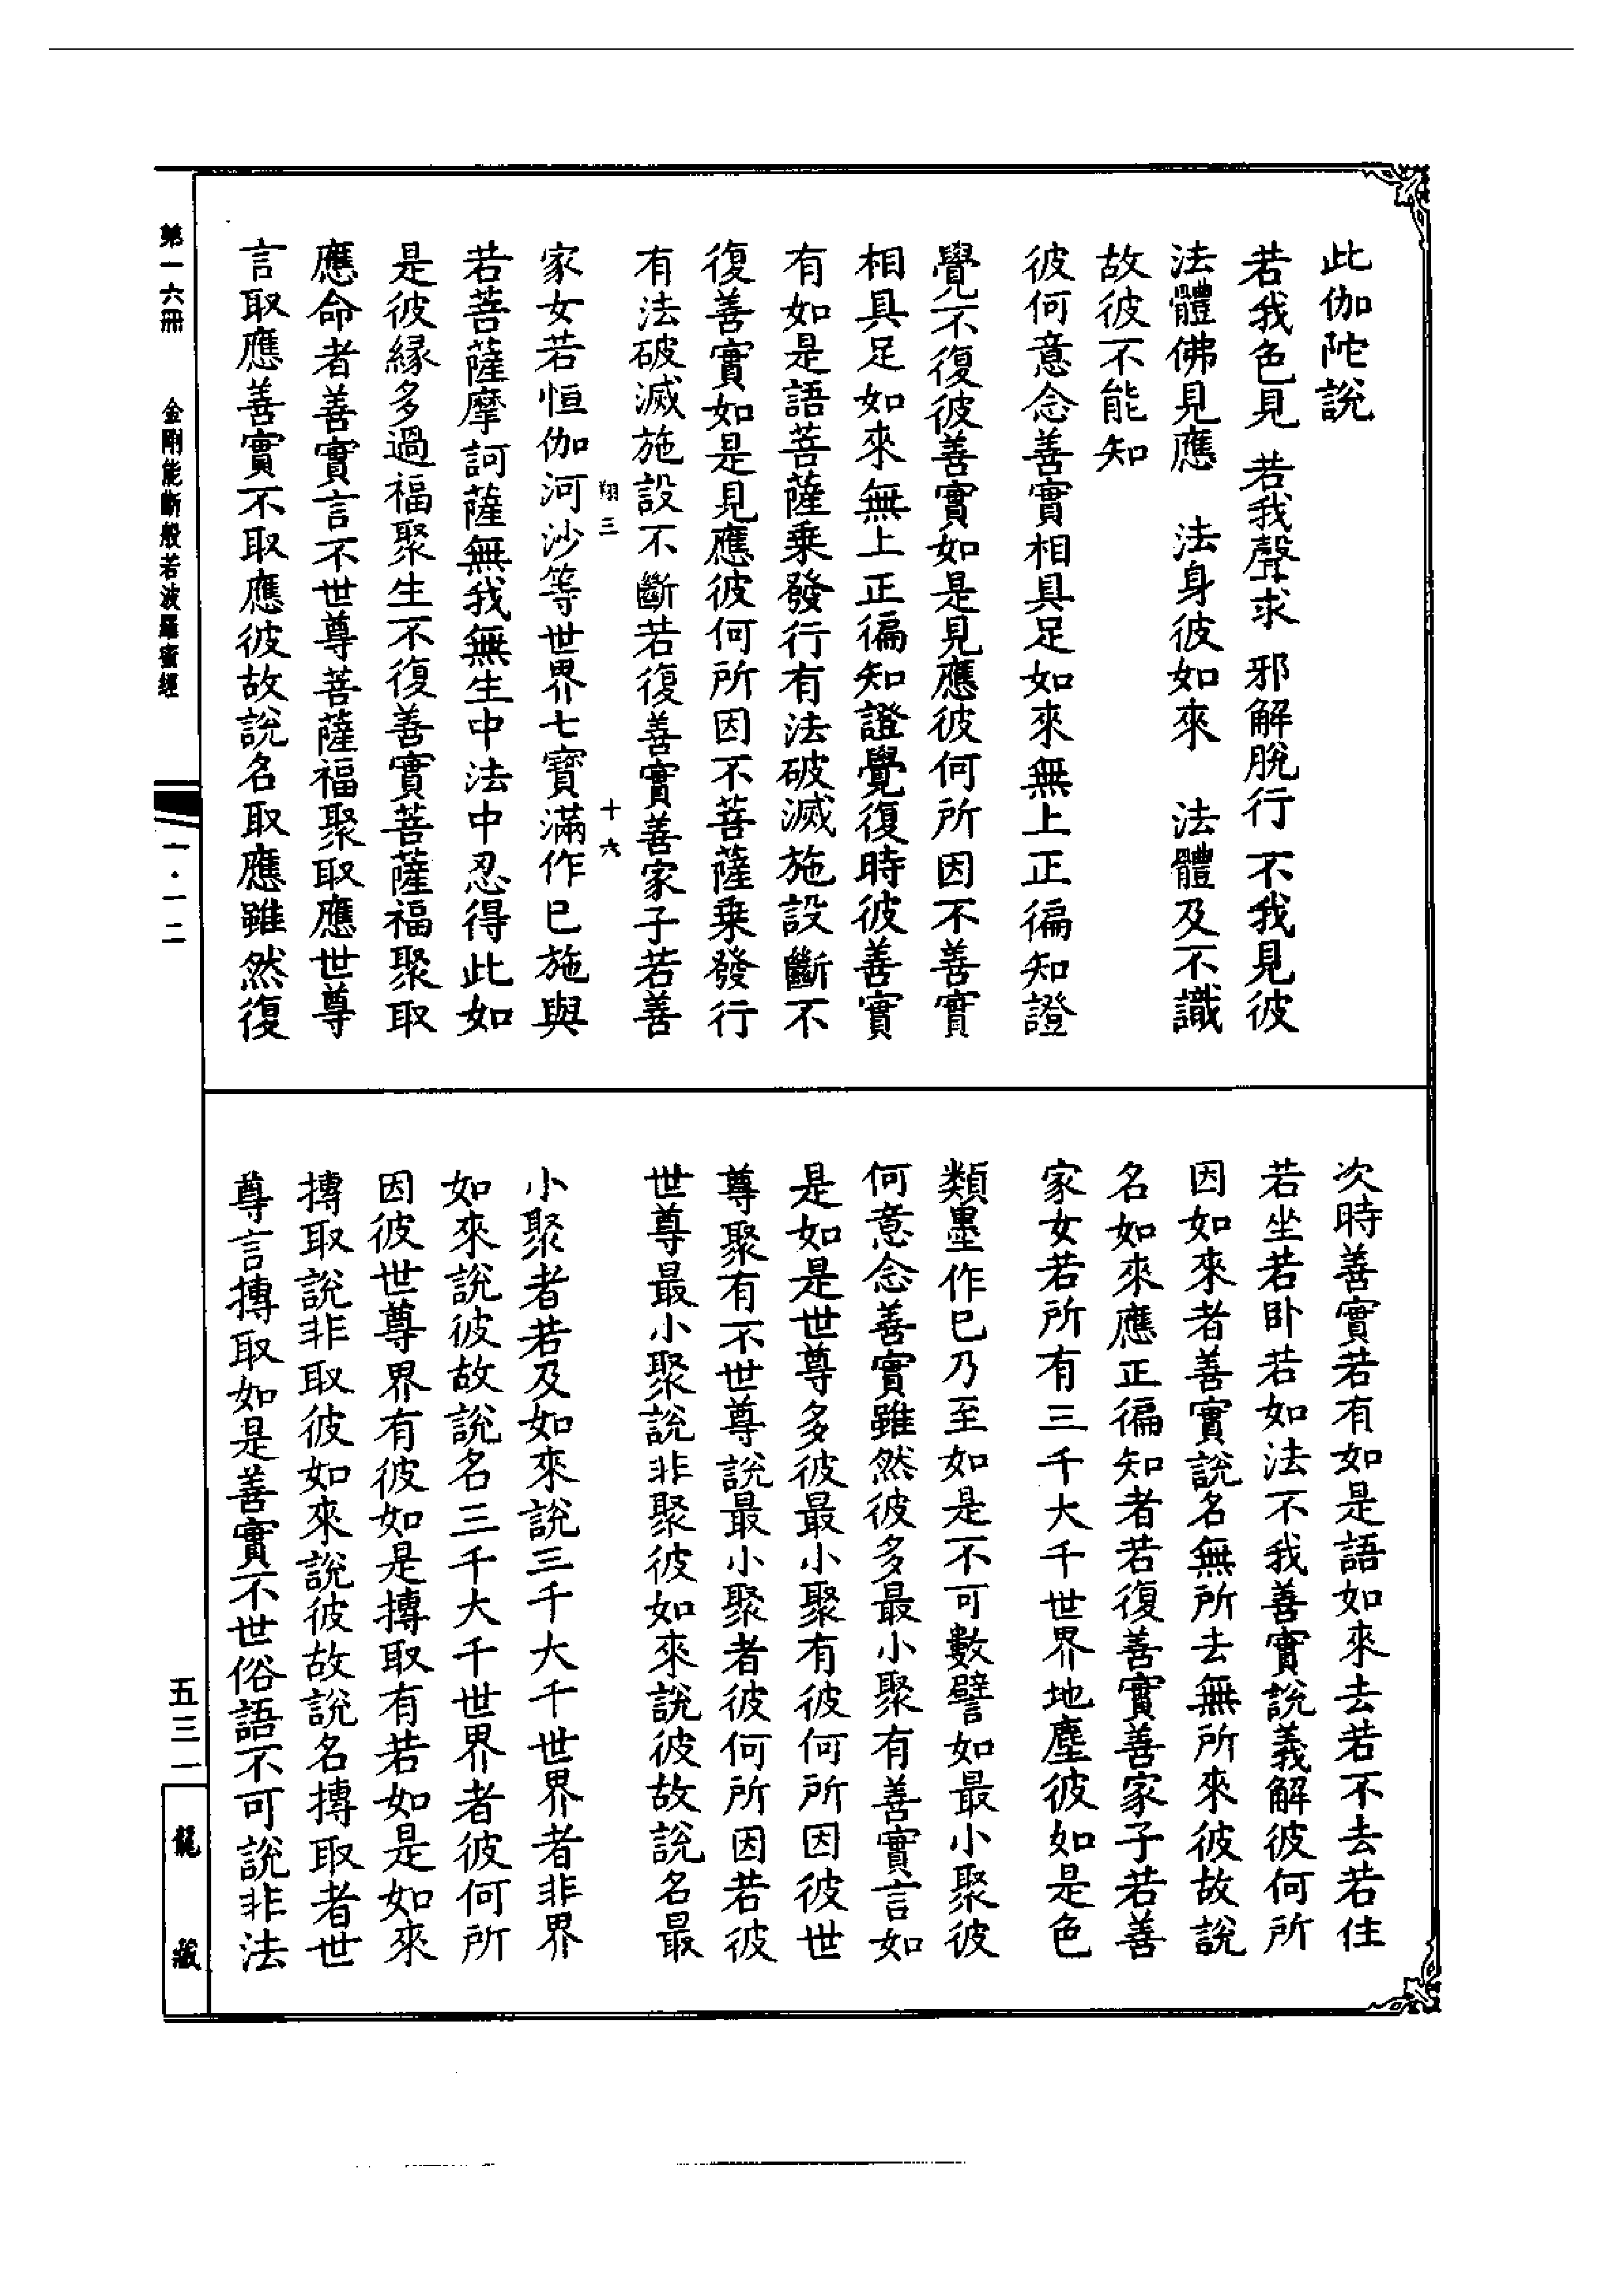 此伽陀說
若我色見 若我聲求 邪解脫行 不我見彼
法體佛見應 法身彼如來 法體及不識
故彼不能知
彼何意念善實相具足如來無上正徧知證
覺不復彼善實如是見應彼何所因不善實
相具足如來無上正徧知證覺復時彼善實
有如是語菩薩乗發行有法破滅施設斷不
復善實如是見應彼何所因不菩薩乗發行
有法破滅施設不斷若復善實善家子若善
翔三 十六
家女若恒伽河沙等世界七寶滿作已施與
若菩薩摩訶薩無我無生中法中忍得此如
是彼緣多過福聚生不復善實菩薩福聚取
應命者善實言不世尊菩薩福聚取應世尊
言取應善實不取應彼故說名取應雖然復
次時善實若有如是語如來去若不去若住
若坐若卧若如法不我善實說義解彼何所
因如來者善實說名無所去無所來彼故說
名如來應正徧知者若復善實善家子若善
家女若所有三千大千世界地塵彼如是色
類墨作已乃至如是不可數譬如最小聚彼
何意念善實雖然彼多最小聚有善實言如
是如是世尊多彼最小聚有彼何所因彼世
尊聚有不世尊說最小聚者彼何所因若彼
世尊最小聚說非聚彼如來說彼故說名最
小聚者若及如來說三千大千世界者非界
如來說彼故說名三千大千世界者彼何所
因彼世尊界有彼如是摶取有若如是如來
摶取說非取彼如來說彼故說名摶取者世
尊言摶取如是善實不世俗語不可說非法
第一六冊 金剛能斷般若波羅蜜經
一·一二
五三一
龍藏